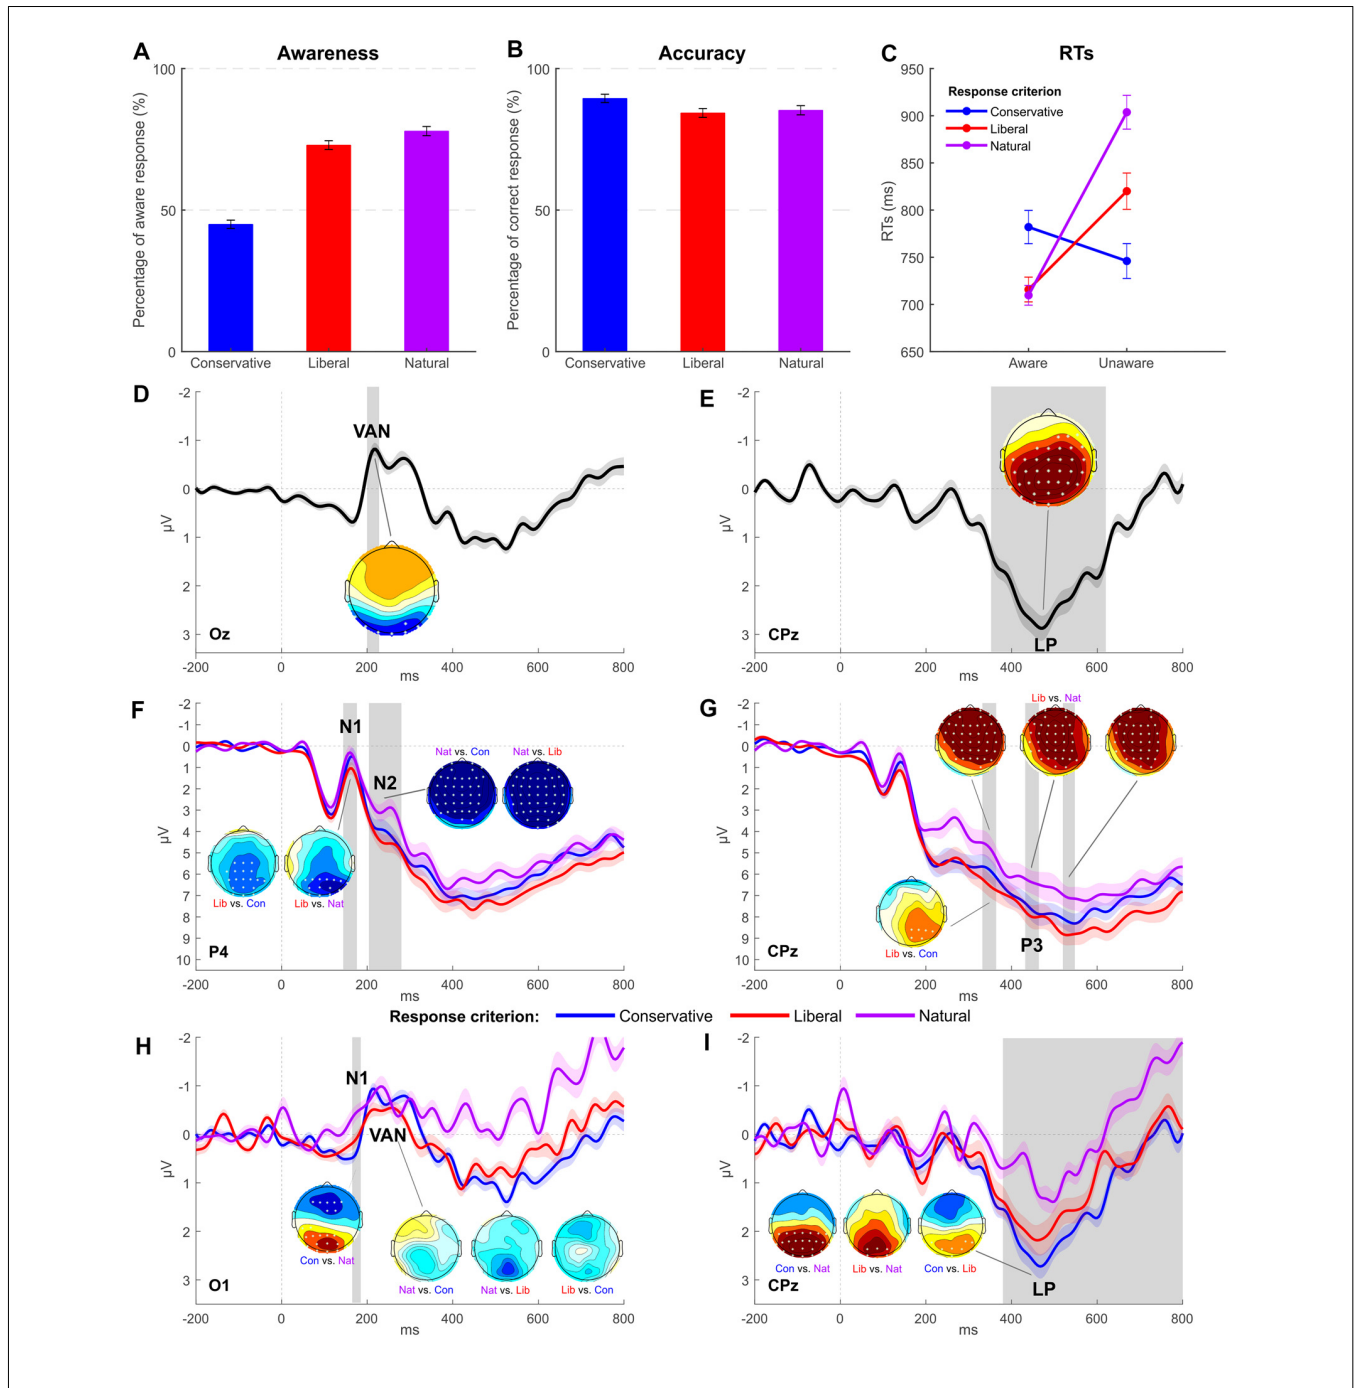 A
Awareness
100
50
0
Percentage of aware response (%)
Conservative
Liberal
Natural
B
Accuracy
100
50
0
Percentage of correct response (%)
Conservative
Liberal
Natural
C
RTs
950
900
850
800
750
700
650
RTs (ms)
Response criterion
Conservative
Liberal
Natural
Aware
Unaware
D
-2
-1
0
1
2
3
µV
VAN
Oz
-200
0
200
400
600
800
ms
E
-2
-1
0
1
2
3
µV
LP
CPz
-200
0
200
400
600
800
ms
F
-2
-1
0
1
2
3
4
5
6
7
8
9
10
µV
N1
N2
Nat vs. Con
Nat vs. Lib
Lib vs. Con
Lib vs. Nat
P4
-200
0
200
400
600
800
ms
G
-2
-1
0
1
2
3
4
5
6
7
8
9
10
µV
Lib vs. Nat
Lib vs. Con
P3
CPz
-200
0
200
400
600
800
ms
Response criterion:
Conservative
Liberal
Natural
H
-2
-1
0
1
2
3
µV
N1
VAN
Con vs. Nat
Nat vs. Con
Nat vs. Lib
Lib vs. Con
O1
-200
0
200
400
600
800
ms
I
-2
-1
0
1
2
3
µV
Con vs. Nat
Lib vs. Nat
Con vs. Lib
LP
CPz
-200
0
200
400
600
800
ms